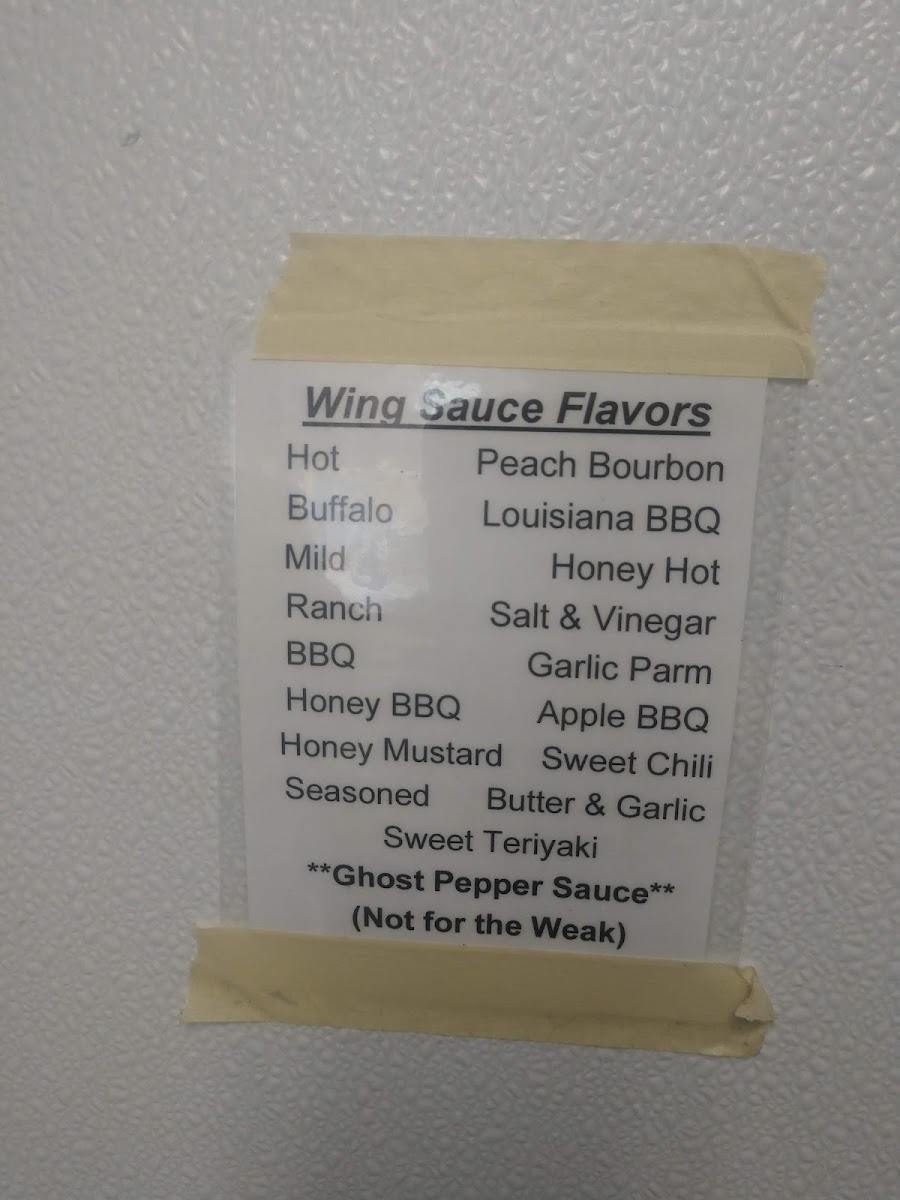 Wing Sauce Flavors
Hot Peach Bourbon
Buffalo Louisiana BBQ
Mild Honey Hot
Ranch Salt & Vinegar
BBQ Garlic Parm
Honey BBQ Apple BBQ
Honey Mustard Sweet Chili
Seasoned Butter & Garlic
Sweet Teriyaki
**Ghost Pepper Sauce**
(Not for the Weak)